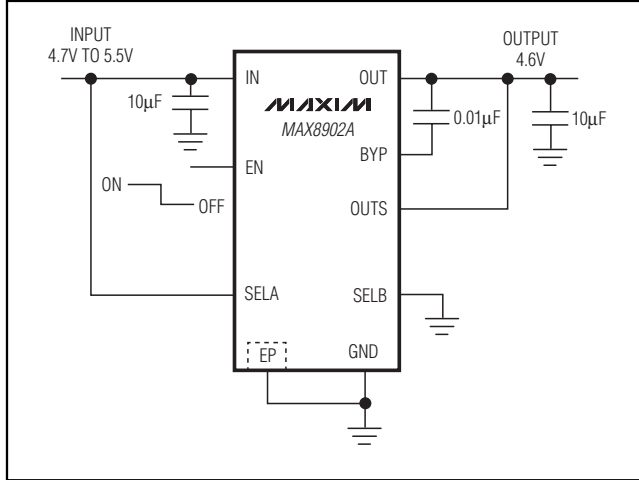 INPUT
4.7V TO 5.5V
OUTPUT
4.6V
IN
OUT
10µF
MAXIM
MAX8902A
0.01µF
10µF
BYP
EN
ON
OFF
OUTS
SELA
SELB
EP
GND